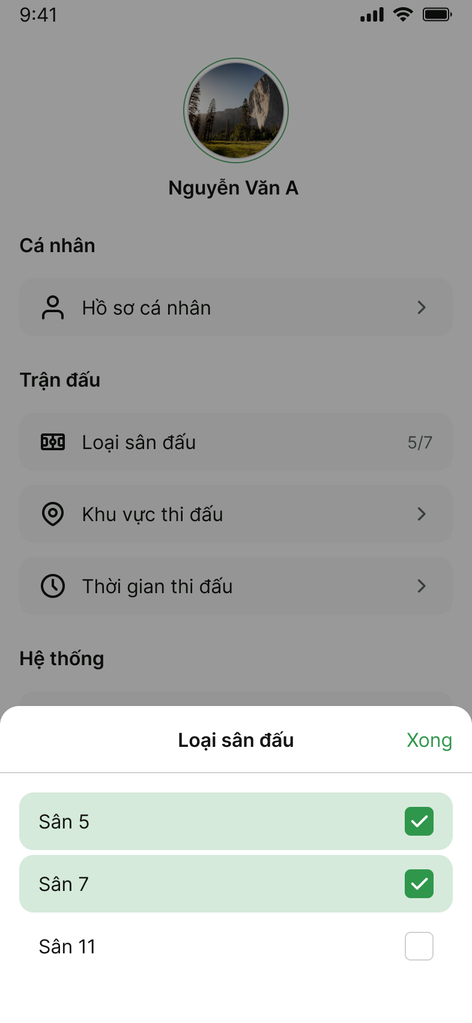 9:41
Nguyễn Văn A
Cá nhân
Hồ sơ cá nhân
Trận đấu
Loại sân đấu 5/7
Khu vực thi đấu
Thời gian thi đấu
Hệ thống
Loại sân đấu Xong
Sân 5
Sân 7
Sân 11